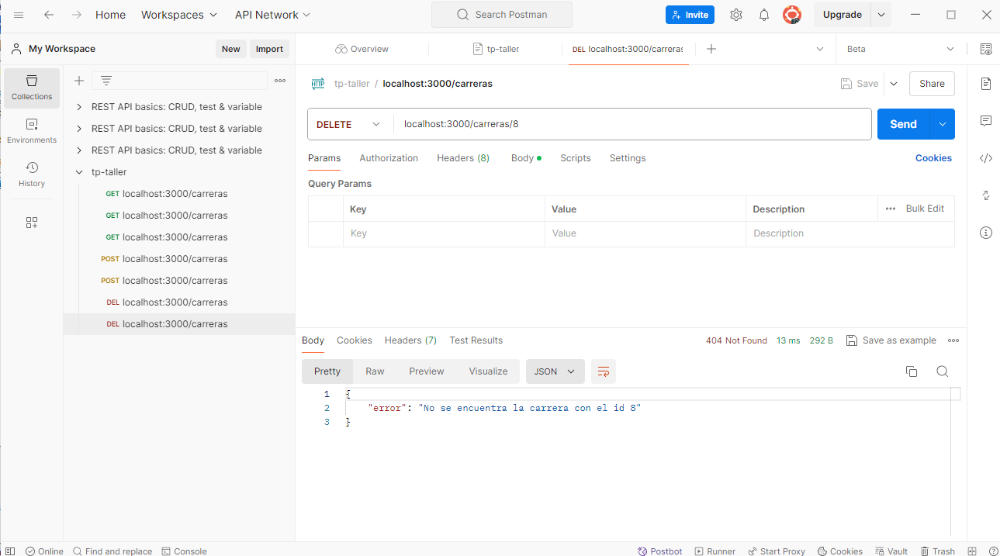 Home Workspaces API Network Search Postman Invite Upgrade
My Workspace New Import Overview tp-taller DEL localhost:3000/carreras Beta
Collections
Environments
History
REST API basics: CRUD, test & variable
REST API basics: CRUD, test & variable
REST API basics: CRUD, test & variable
tp-taller
GET localhost:3000/carreras
GET localhost:3000/carreras
GET localhost:3000/carreras
POST localhost:3000/carreras
POST localhost:3000/carreras
DEL localhost:3000/carreras
DEL localhost:3000/carreras
HTTP tp-taller / localhost:3000/carreras Save Share
DELETE localhost:3000/carreras/8 Send
Params Authorization Headers (8) Body Scripts Settings Cookies
Query Params
Key Value Description Bulk Edit
Key Value Description
Body Cookies Headers (7) Test Results 404 Not Found 13 ms 292 B Save as example
Pretty Raw Preview Visualize JSON
1 {
2 "error": "No se encuentra la carrera con el id 8"
3 }
Online Find and replace Console Postbot Runner Start Proxy Cookies Vault Trash